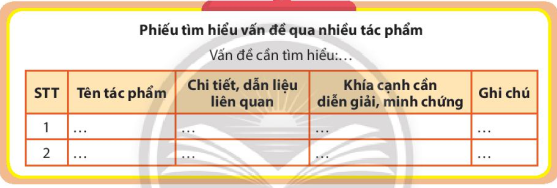 Phiếu tìm hiểu vấn đề qua nhiều tác phẩm
Vấn đề cần tìm hiểu:…
STT Tên tác phẩm Chi tiết, dẫn liệu liên quan Khía cạnh cần diễn giải, minh chứng Ghi chú
1 … … … …
2 … … … …